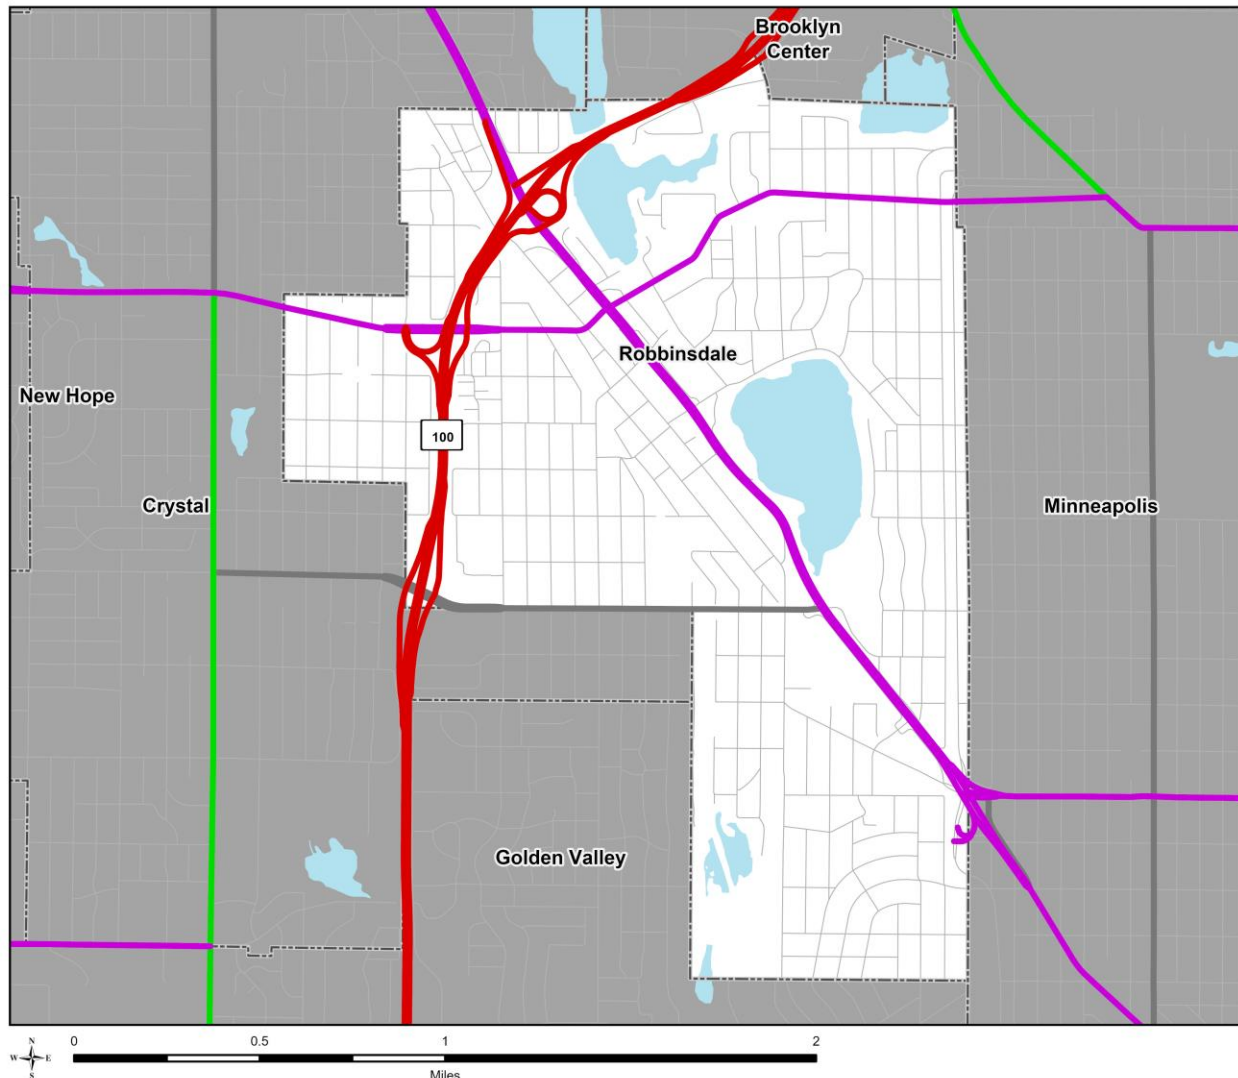 Brooklyn
Center
Robbinsdale
New Hope
100
Crystal
Minneapolis
Golden Valley
N
W E
S
0 0.5 1 2
Miles